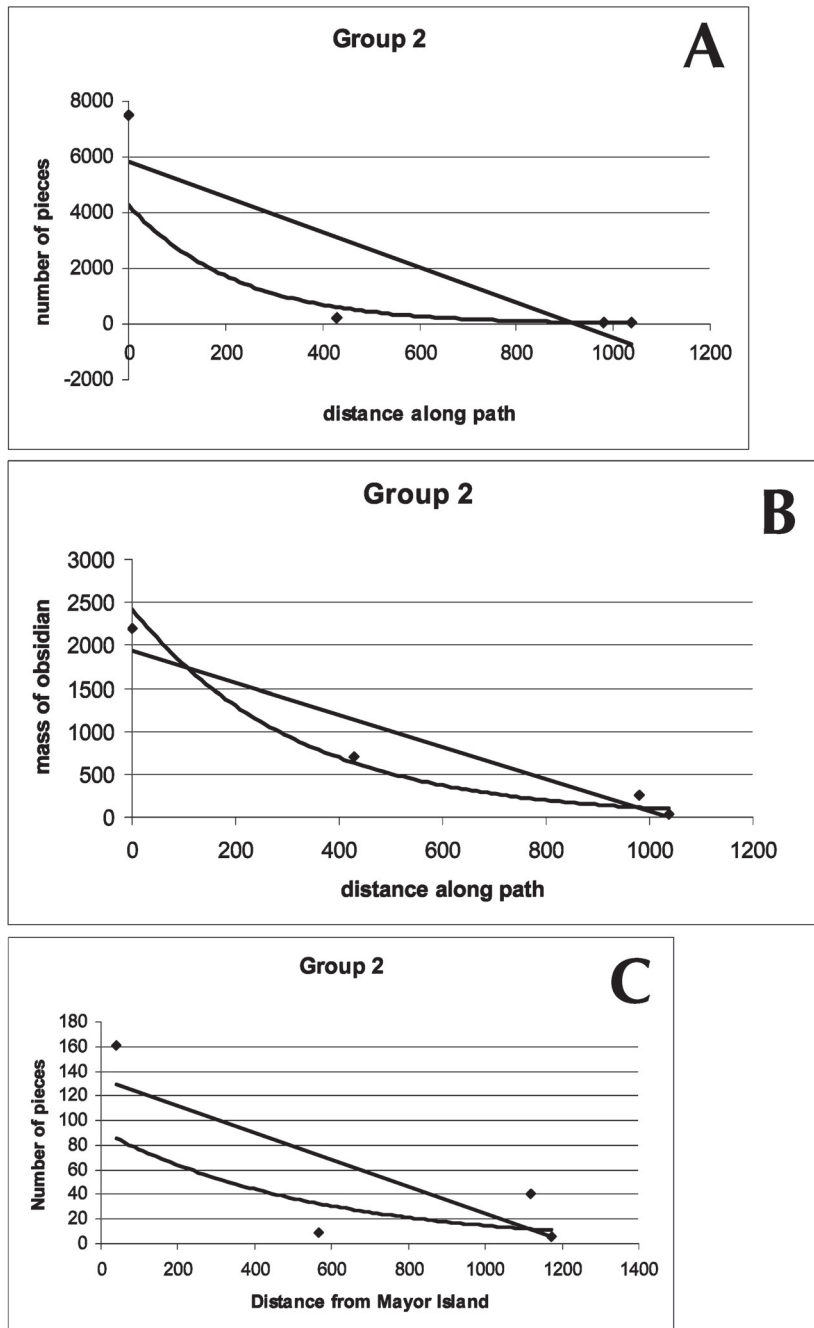 Group 2
A
number of pieces
8000
6000
4000
2000
0
-2000
0 200 400 600 800 1000 1200
distance along path
Group 2
B
mass of obsidian
3000
2500
2000
1500
1000
500
0
0 200 400 600 800 1000 1200
distance along path
Group 2
C
Number of pieces
180
160
140
120
100
80
60
40
20
0
0 200 400 600 800 1000 1200 1400
Distance from Mayor Island